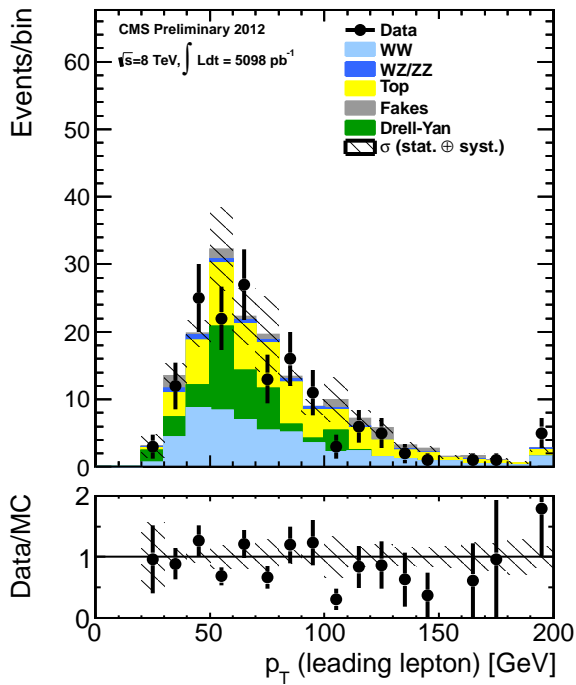 CMS Preliminary 2012
√s=8 TeV, ∫ Ldt = 5098 pb⁻¹
Data
WW
WZ/ZZ
Top
Fakes
Drell-Yan
σ (stat. ⊕ syst.)
Events/bin
60
50
40
30
20
10
0
Data/MC
2
1
0
0 50 100 150 200
p_T (leading lepton) [GeV]